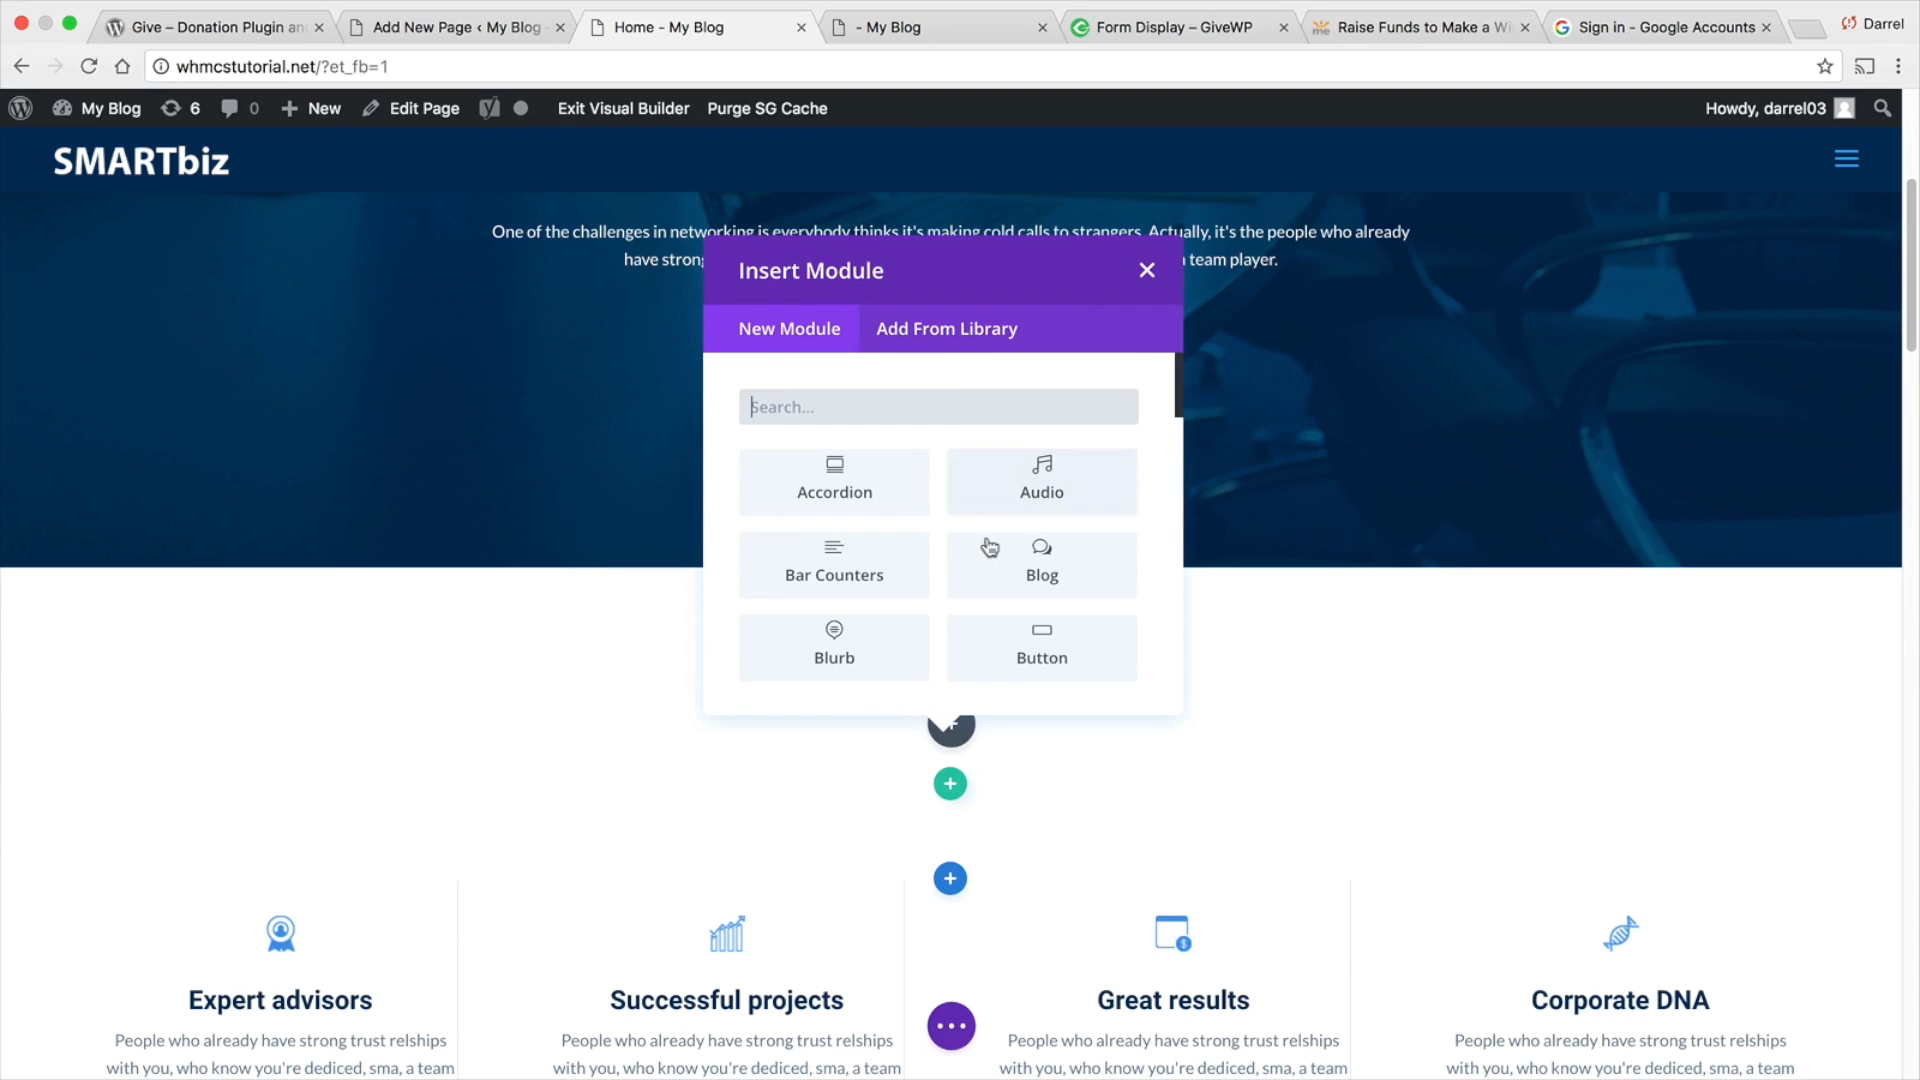 Give – Donation Plugin an
Add New Page ‹ My Blog
Home - My Blog
- My Blog
Form Display – GiveWP
me
Raise Funds to Make a Wi
Sign in - Google Accounts
Darrel
whmcstutorial.net/?et_fb=1
My Blog
6
0
New
Edit Page
Exit Visual Builder
Purge SG Cache
Howdy, darrel03
SMARTbiz
One of the challenges in networking is everybody thinks it's making cold calls to strangers. Actually, it's the people who already
have strong
team player.
Insert Module
New Module
Add From Library
Search...
Accordion
Audio
Bar Counters
Blog
Blurb
Button
Expert advisors
Successful projects
Great results
Corporate DNA
People who already have strong trust relships
with you, who know you're dediced, sma, a team
People who already have strong trust relships
with you, who know you're dediced, sma, a team
People who already have strong trust relships
with you, who know you're dediced, sma, a team
People who already have strong trust relships
with you, who know you're dediced, sma, a team